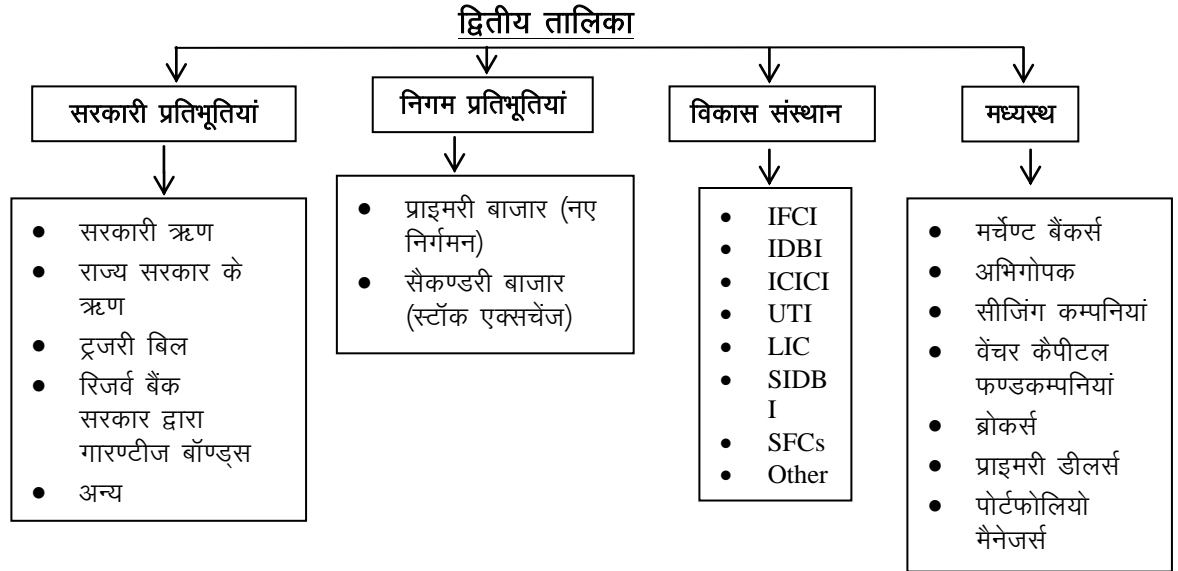 द्वितीय तालिका
सरकारी प्रतिभूतियां
निगम प्रतिभूतियां
विकास संस्थान
मध्यस्थ
सरकारी ऋण
राज्य सरकार के
ऋण
ट्रजरी बिल
रिजर्व बैंक
सरकार द्वारा
गारण्टीज बॉण्ड्स
अन्य
प्राइमरी बाजार (नए
निर्गमन)
सैकण्डरी बाजार
(स्टॉक एक्सचेंज)
IFCI
IDBI
ICICI
UTI
LIC
SIDB
I
SFCs
Other
मर्चेण्ट बैंकर्स
अभिगोपक
सीजिंग कम्पनियां
वेंचर कैपीटल
फण्डकम्पनियां
ब्रोकर्स
प्राइमरी डीलर्स
पोर्टफोलियो
मैनेजर्स